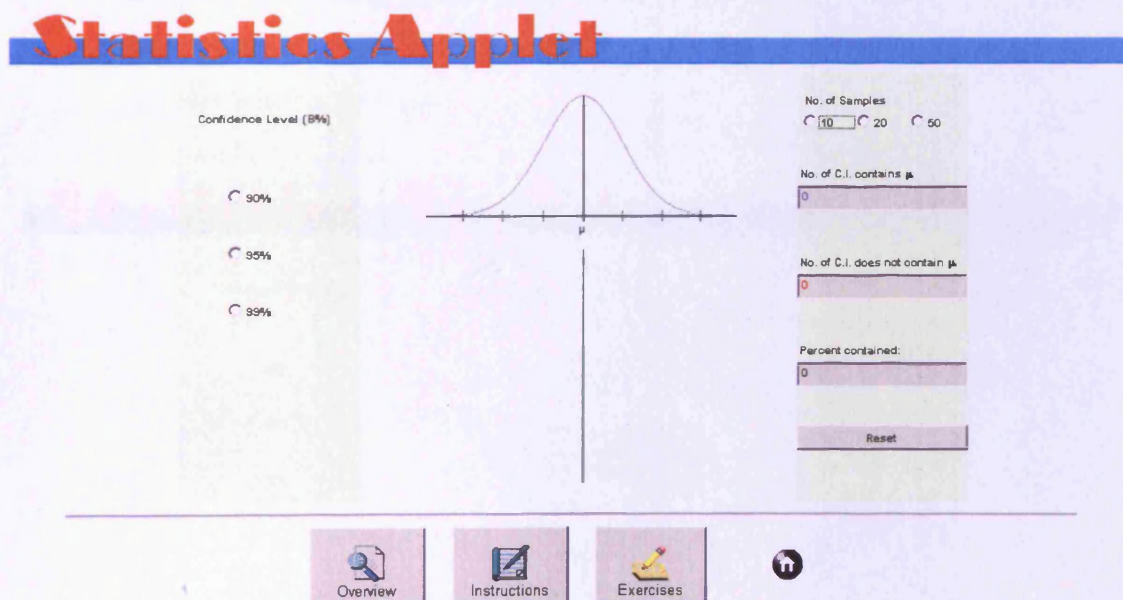 Statistics Applet
Confidence Level (B%)
90%
95%
99%
μ
No. of Samples
10 20 50
No. of C.I. contains μ
0
No. of C.I. does not contain μ
0
Percent contained:
0
Reset
Overview
Instructions
Exercises